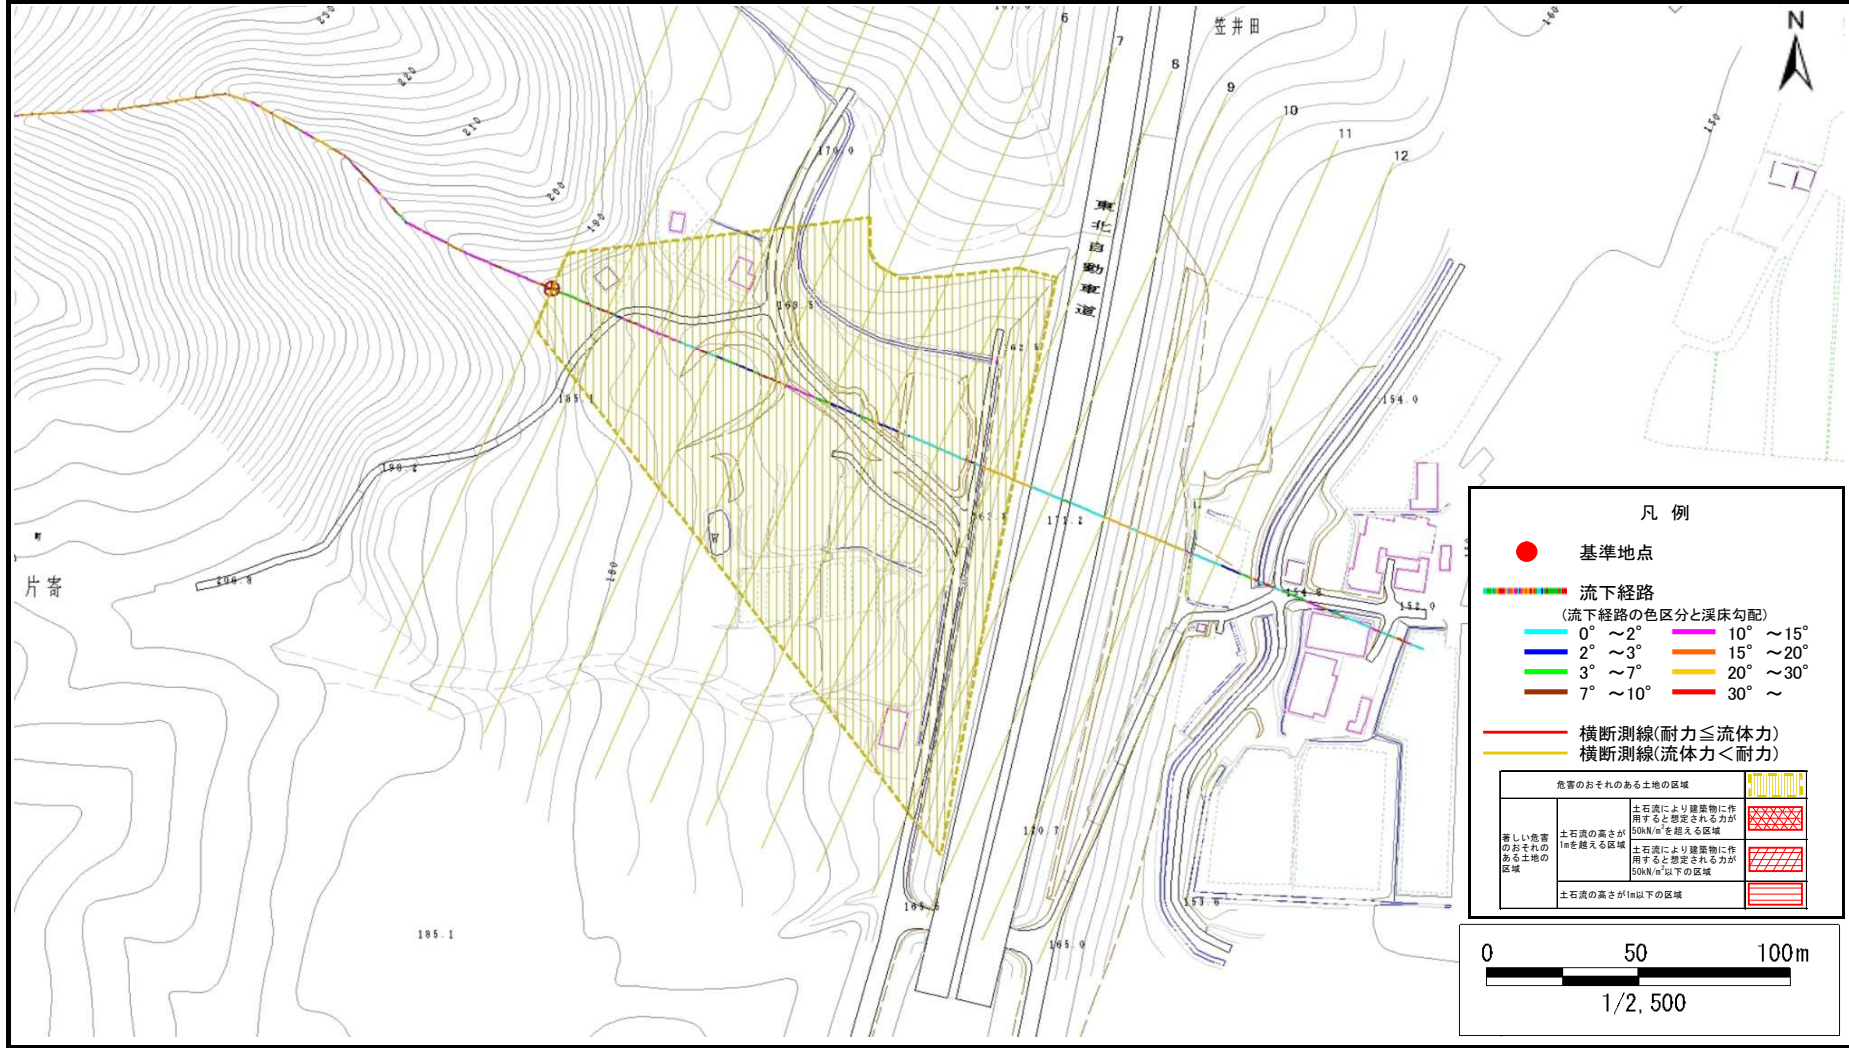 230
220
210
200
190
6
7
8
9
10
11
12
笠井田
160
150
N
170.0
東北自動車道
169.5
162.5
185.1
198.2
154.0
171.2
W
180
町
片寄
206.8
154.8
152.0
170.7
165.6
153.6
185.1
165.0
凡 例
基準地点
流下経路
(流下経路の色区分と渓床勾配)
0° ～2°
10° ～15°
2° ～3°
15° ～20°
3° ～7°
20° ～30°
7° ～10°
30° ～
横断測線(耐力≦流体力)
横断測線(流体力＜耐力)
危害のおそれのある土地の区域
著しい危害
のおそれの
ある土地の
区域
土石流の高さが
1mを越える区域
土石流により建築物に作
用すると想定される力が
50kN/m²を超える区域
土石流により建築物に作
用すると想定される力が
50kN/m²以下の区域
土石流の高さが1m以下の区域
0 50 100m
1/2,500